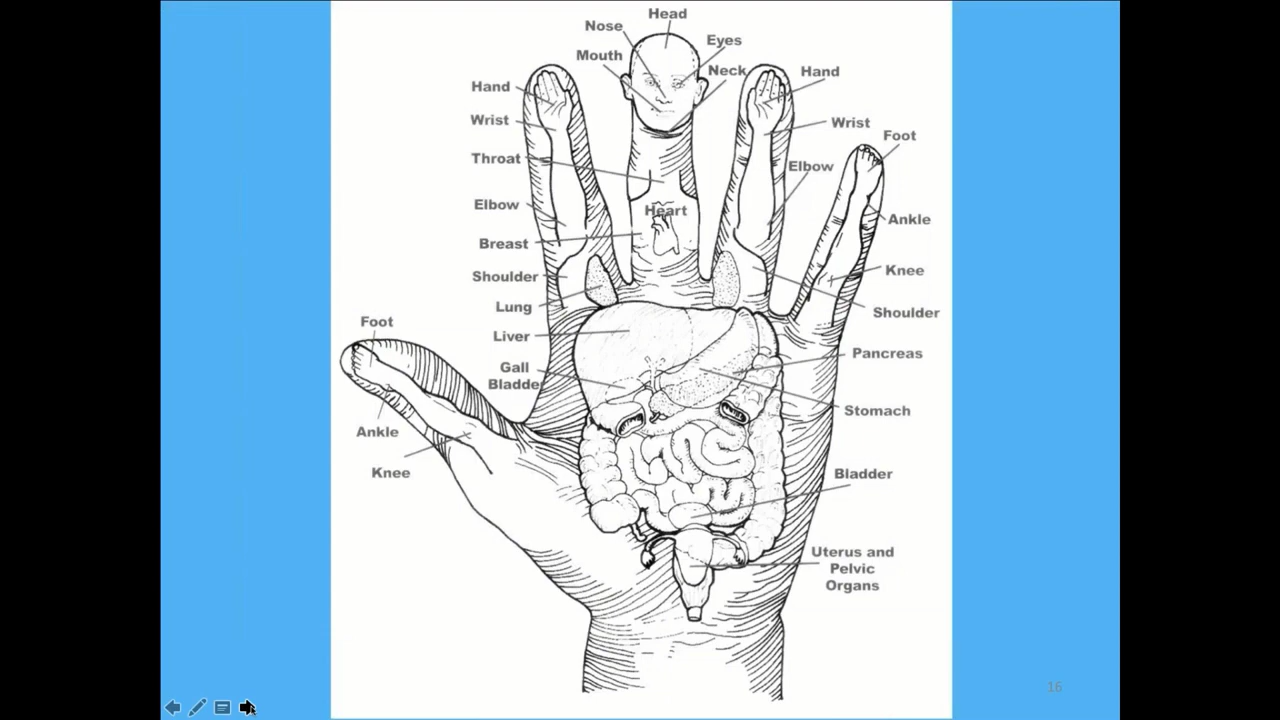 Head
Nose
Eyes
Mouth
Neck
Hand
Hand
Wrist
Wrist
Foot
Throat
Elbow
Elbow
Heart
Ankle
Breast
Shoulder
Knee
Lung
Shoulder
Foot
Liver
Pancreas
Gall
Bladder
Stomach
Ankle
Knee
Bladder
Uterus and
Pelvic
Organs
16